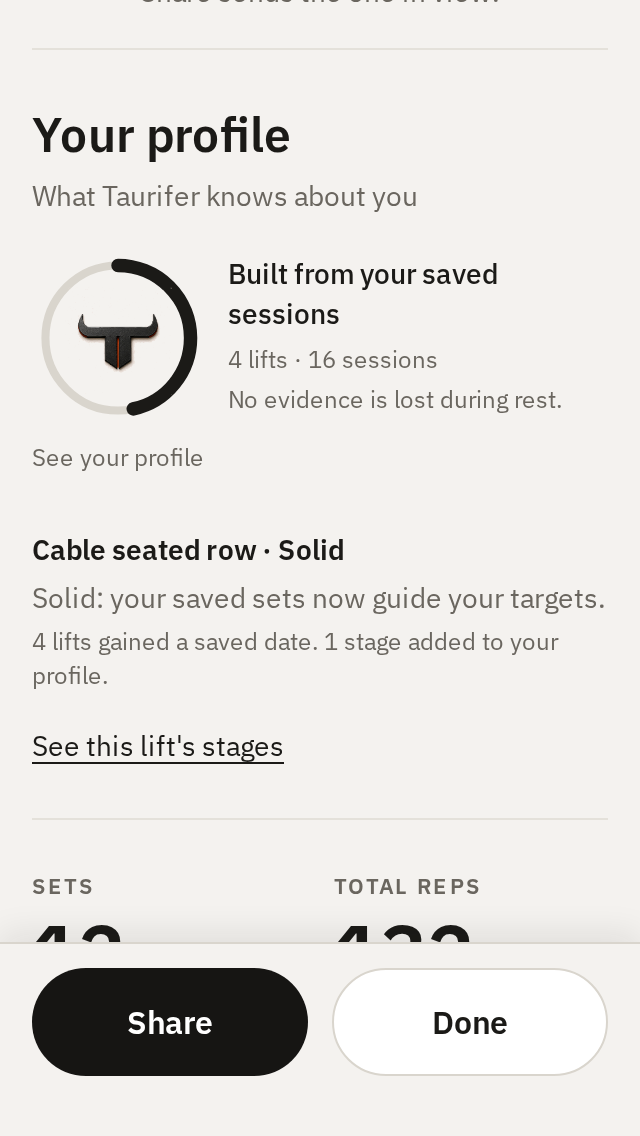 Your profile
What Taurifer knows about you
Built from your saved
sessions
4 lifts · 16 sessions
No evidence is lost during rest.
See your profile
Cable seated row · Solid
Solid: your saved sets now guide your targets.
4 lifts gained a saved date. 1 stage added to your
profile.
See this lift's stages
SETS
TOTAL REPS
Share
Done